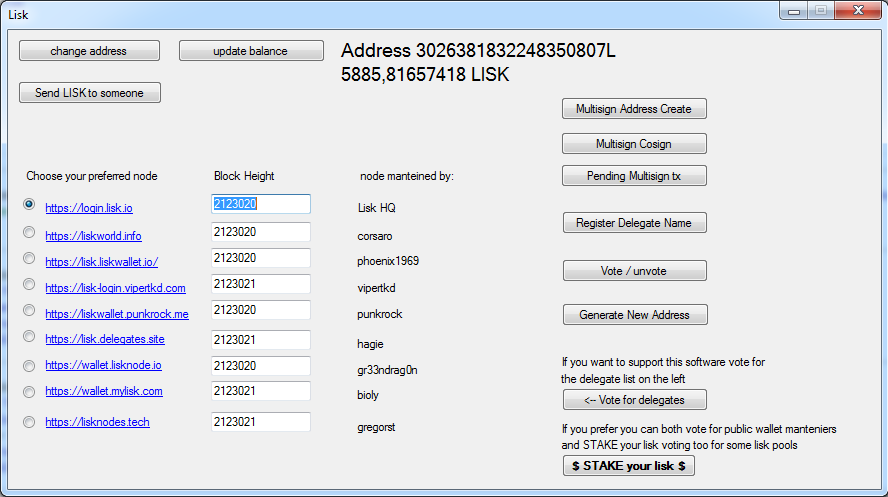 Lisk
change address
update balance
Address 3026381832248350807L
5885,81657418 LISK
Send LISK to someone
Multisign Address Create
Multisign Cosign
Pending Multisign tx
Register Delegate Name
Vote / unvote
Generate New Address
Choose your preferred node Block Height node manteined by:
https://login.lisk.io 2123020 Lisk HQ
https://liskworld.info 2123020 corsaro
https://lisk.liskwallet.io/ 2123020 phoenix1969
https://lisk-login.vipertkd.com 2123021 vipertkd
https://liskwallet.punkrock.me 2123020 punkrock
https://lisk.delegates.site 2123021 hagie
https://wallet.lisknode.io 2123020 gr33ndrag0n
https://wallet.mylisk.com 2123021 bioly
https://lisknodes.tech 2123021 gregorst
If you want to support this software vote for
the delegate list on the left
<-- Vote for delegates
If you prefer you can both vote for public wallet manteniers
and STAKE your lisk voting too for some lisk pools
$ STAKE your lisk $